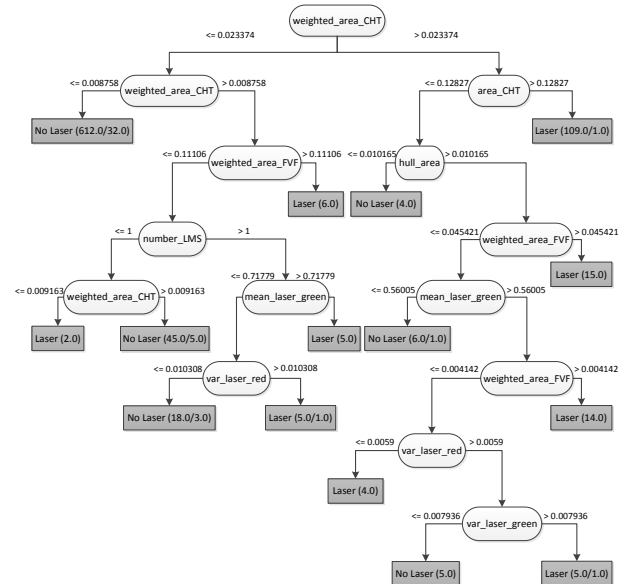 weighted_area_CHT
<= 0.023374 > 0.023374
<= 0.008758 weighted_area_CHT > 0.008758
<= 0.12827 area_CHT > 0.12827
No Laser (612.0/32.0)
Laser (109.0/1.0)
<= 0.11106 weighted_area_FVF > 0.11106
<= 0.010165 hull_area > 0.010165
Laser (6.0)
No Laser (4.0)
<= 1 number_LMS > 1
<= 0.045421 weighted_area_FVF > 0.045421
Laser (15.0)
<= 0.009163 weighted_area_CHT > 0.009163
<= 0.71779 mean_laser_green > 0.71779
<= 0.56005 mean_laser_green > 0.56005
Laser (2.0)
No Laser (45.0/5.0)
Laser (5.0)
No Laser (6.0/1.0)
<= 0.010308 var_laser_red > 0.010308
<= 0.004142 weighted_area_FVF > 0.004142
No Laser (18.0/3.0)
Laser (5.0/1.0)
Laser (14.0)
<= 0.0059 var_laser_red > 0.0059
Laser (4.0)
<= 0.007936 var_laser_green > 0.007936
No Laser (5.0)
Laser (5.0/1.0)